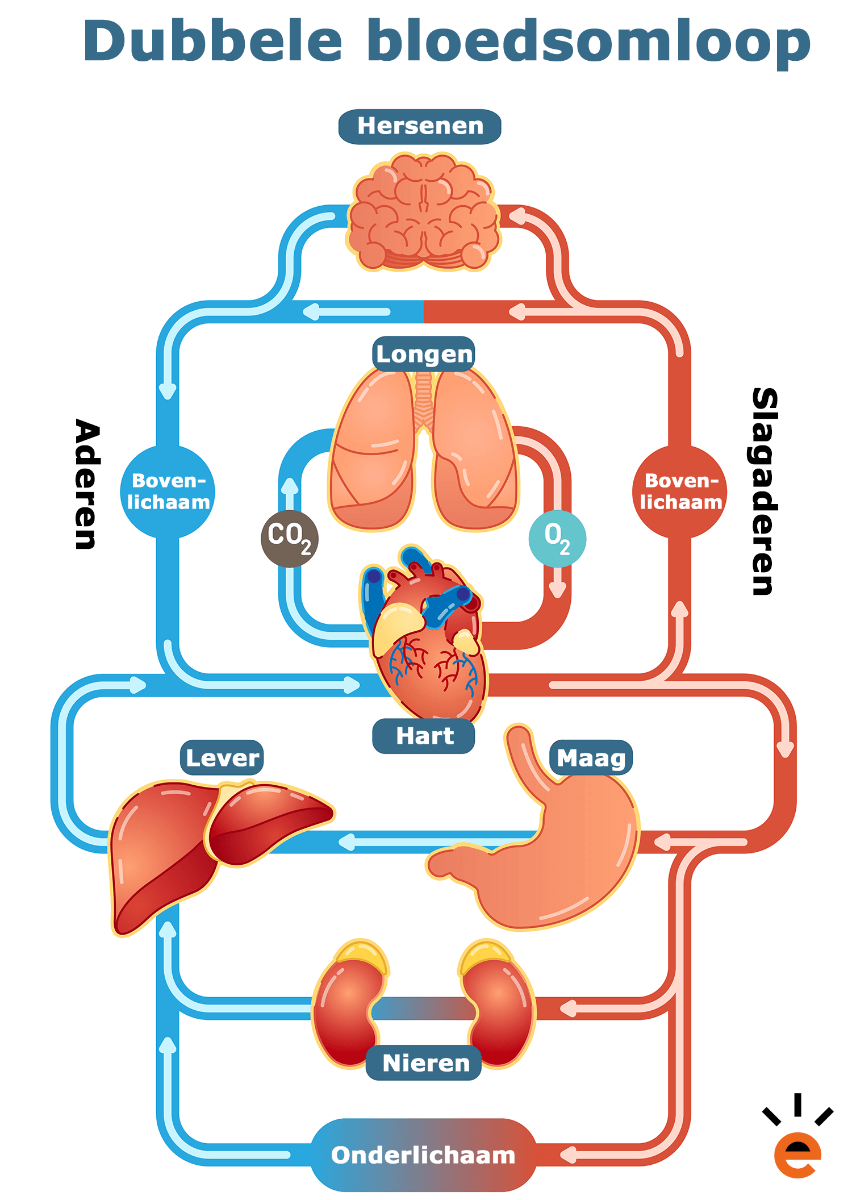 Dubbele bloedsomloop
Hersenen
Longen
Aderen
Slagaderen
Boven-
lichaam
Boven-
lichaam
CO₂
O₂
Hart
Lever
Maag
Nieren
Onderlichaam
e